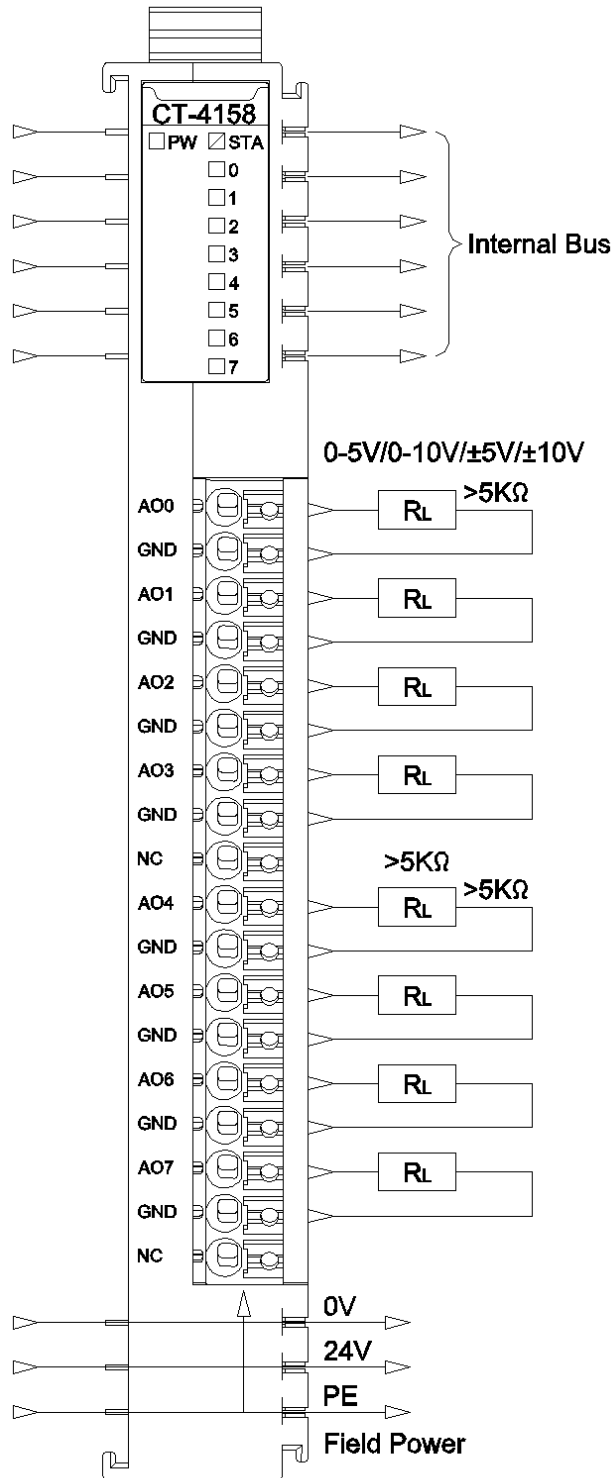 CT-4158
PW STA
0
1
2
3
4
5
6
7
Internal Bus
0-5V/0-10V/±5V/±10V
AO0 RL >5KΩ
GND
AO1 RL
GND
AO2 RL
GND
AO3 RL
GND
NC >5KΩ
AO4 RL >5KΩ
GND
AO5 RL
GND
AO6 RL
GND
AO7 RL
GND
NC
0V
24V
PE
Field Power